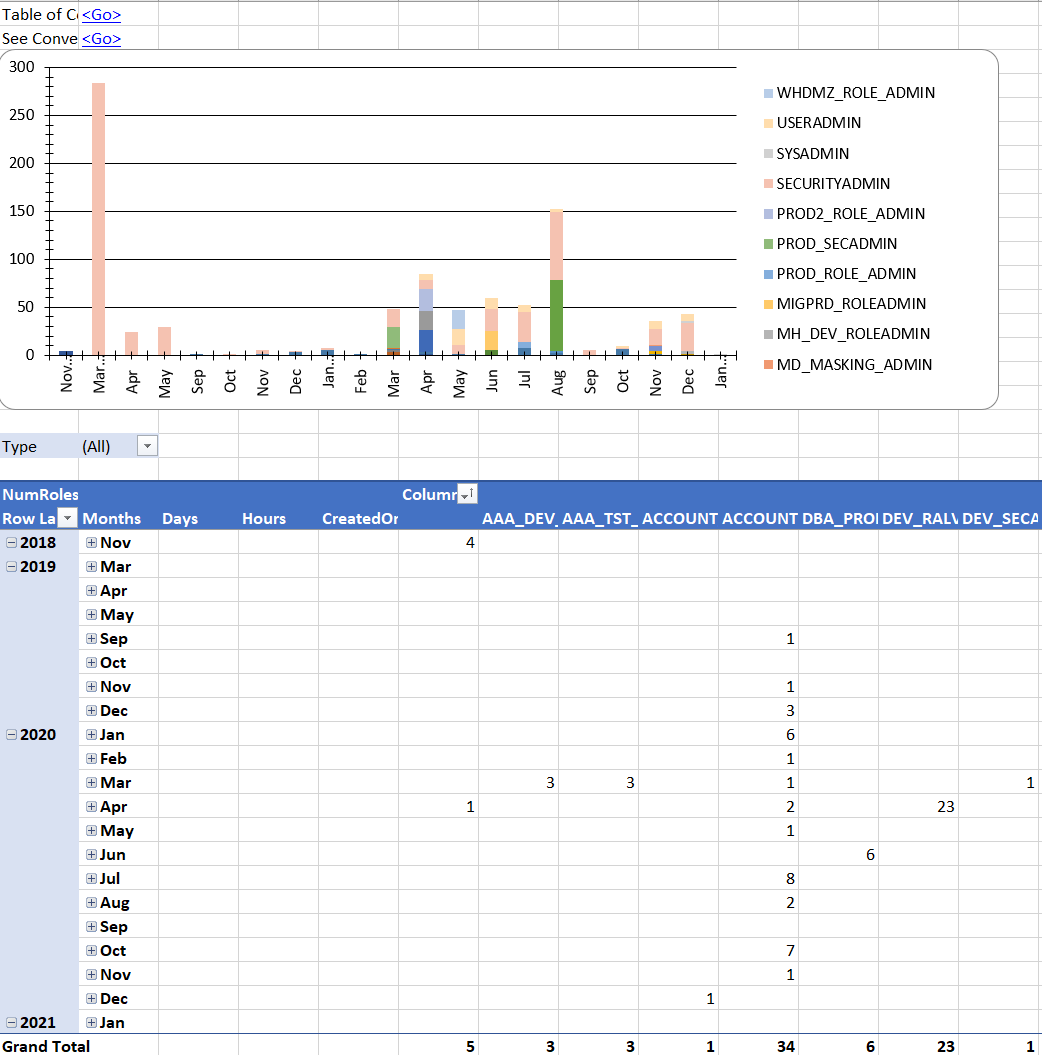 Table of Co <Go>
See Conve <Go>
300
250
200
150
100
50
0
Nov... Mar... Apr May Sep Oct Nov Dec Jan... Feb Mar Apr May Jun Jul Aug Sep Oct Nov Dec Jan...
WHDMZ_ROLE_ADMIN
USERADMIN
SYSADMIN
SECURITYADMIN
PROD2_ROLE_ADMIN
PROD_SECADMIN
PROD_ROLE_ADMIN
MIGPRD_ROLEADMIN
MH_DEV_ROLEADMIN
MD_MASKING_ADMIN
Type (All)
NumRoles Column
Row La Months Days Hours CreatedOn AAA_DEV_ AAA_TST_ ACCOUNT ACCOUNT DBA_PROD DEV_RALV DEV_SECA
2018 Nov 4
2019 Mar
Apr
May
Sep 1
Oct
Nov 1
Dec 3
2020 Jan 6
Feb 1
Mar 3 3 1 1
Apr 1 2 23
May 1
Jun 6
Jul 8
Aug 2
Sep
Oct 7
Nov 1
Dec 1
2021 Jan
Grand Total 5 3 3 1 34 6 23 1